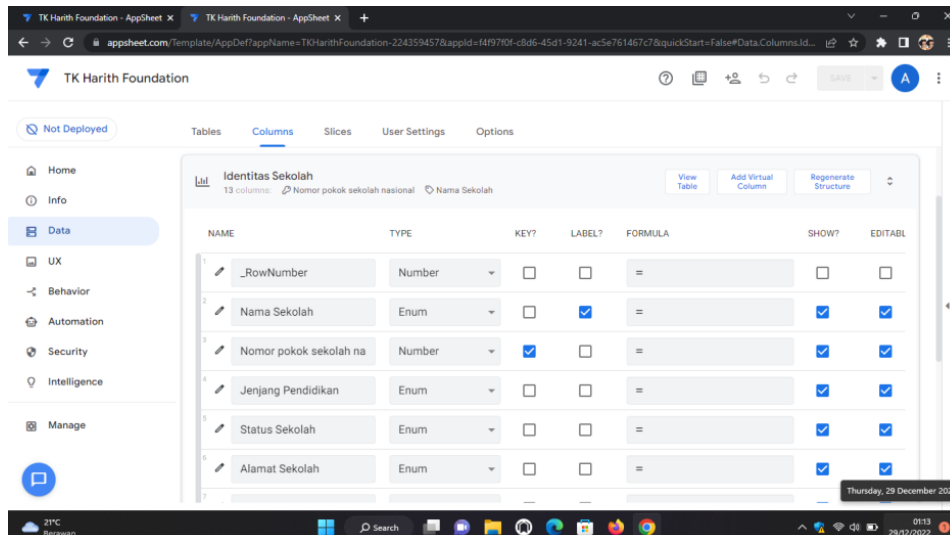 TK Harith Foundation - AppSheet
TK Harith Foundation - AppSheet
appsheet.com/Template/AppDef?appName=TKHarithFoundation-224359457&appId=f4f97f0f-c8d6-45d1-9241-ac5e761467c7&quickStart=False#Data.Columns.Id...
TK Harith Foundation
SAVE
A
Not Deployed
Tables Columns Slices User Settings Options
Home
Info
Data
UX
Behavior
Automation
Security
Intelligence
Manage
Identitas Sekolah
13 columns: Nomor pokok sekolah nasional Nama Sekolah
View Table
Add Virtual Column
Regenerate Structure
NAME TYPE KEY? LABEL? FORMULA SHOW? EDITABL
1 _RowNumber Number =
2 Nama Sekolah Enum =
3 Nomor pokok sekolah na Number =
4 Jenjang Pendidikan Enum =
5 Status Sekolah Enum =
6 Alamat Sekolah Enum =
7
Thursday, 29 December 202
21°C
Berawan
Search
01:13
29/12/2022